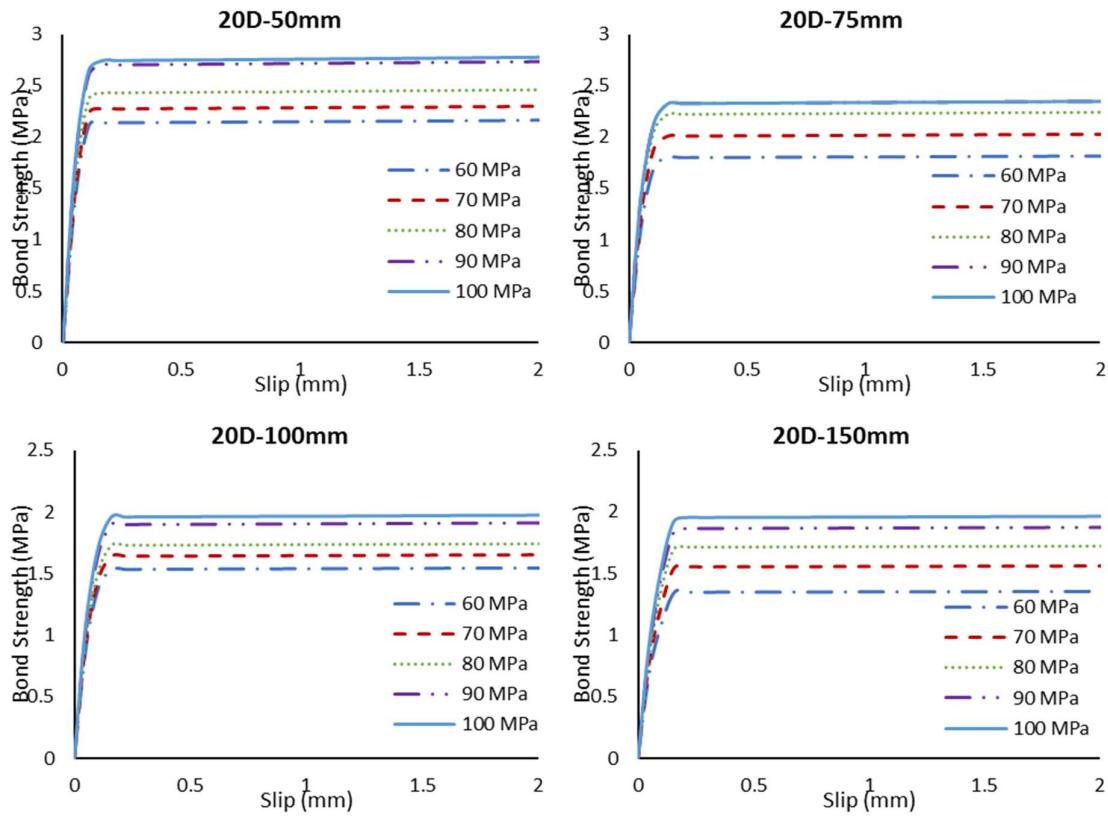 20D-50mm
3
2.5
2
1.5
1
0.5
0
Bond Strength (MPa)
60 MPa
70 MPa
80 MPa
90 MPa
100 MPa
0 0.5 1 1.5 2
Slip (mm)
20D-75mm
3
2.5
2
1.5
1
0.5
0
Bond Strength (MPa)
60 MPa
70 MPa
80 MPa
90 MPa
100 MPa
0 0.5 1 1.5 2
Slip (mm)
20D-100mm
2.5
2
1.5
1
0.5
0
Bond Strength (MPa)
60 MPa
70 MPa
80 MPa
90 MPa
100 MPa
0 0.5 1 1.5 2
Slip (mm)
20D-150mm
2.5
2
1.5
1
0.5
0
Bond Strength (MPa)
60 MPa
70 MPa
80 MPa
90 MPa
100 MPa
0 0.5 1 1.5 2
Slip (mm)